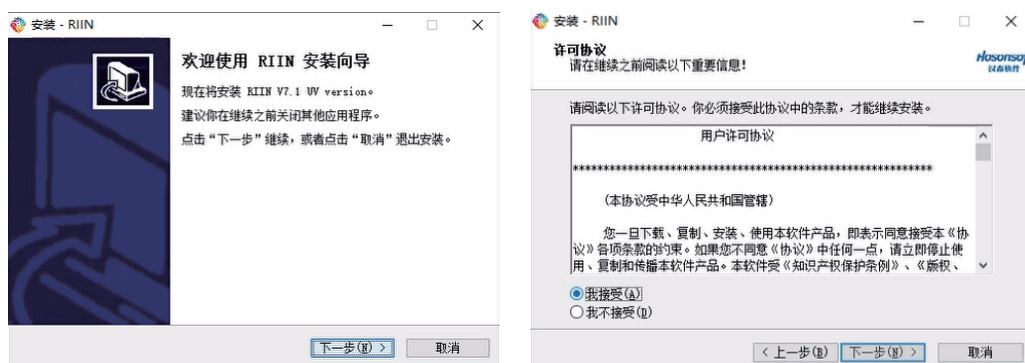 安装 - RIIN
欢迎使用 RIIN 安装向导
现在将安装 RIIN V7.1 UV version。
建议你在继续之前关闭其他应用程序。
点击“下一步”继续，或者点击“取消”退出安装。
下一步(N) >
取消
安装 - RIIN
许可协议
请在继续之前阅读以下重要信息!
Hosonsof
汉森软件
请阅读以下许可协议。你必须接受此协议中的条款，才能继续安装。
用户许可协议
**********************************************************
（本协议受中华人民共和国管辖）
您一旦下载、复制、安装、使用本软件产品，即表示同意接受本《协
议》各项条款的约束。如果您不同意《协议》中任何一点，请立即停止使
用、复制和传播本软件产品。本软件受《知识产权保护条例》、《版权、
我接受(A)
我不接受(D)
< 上一步(B)
下一步(N) >
取消